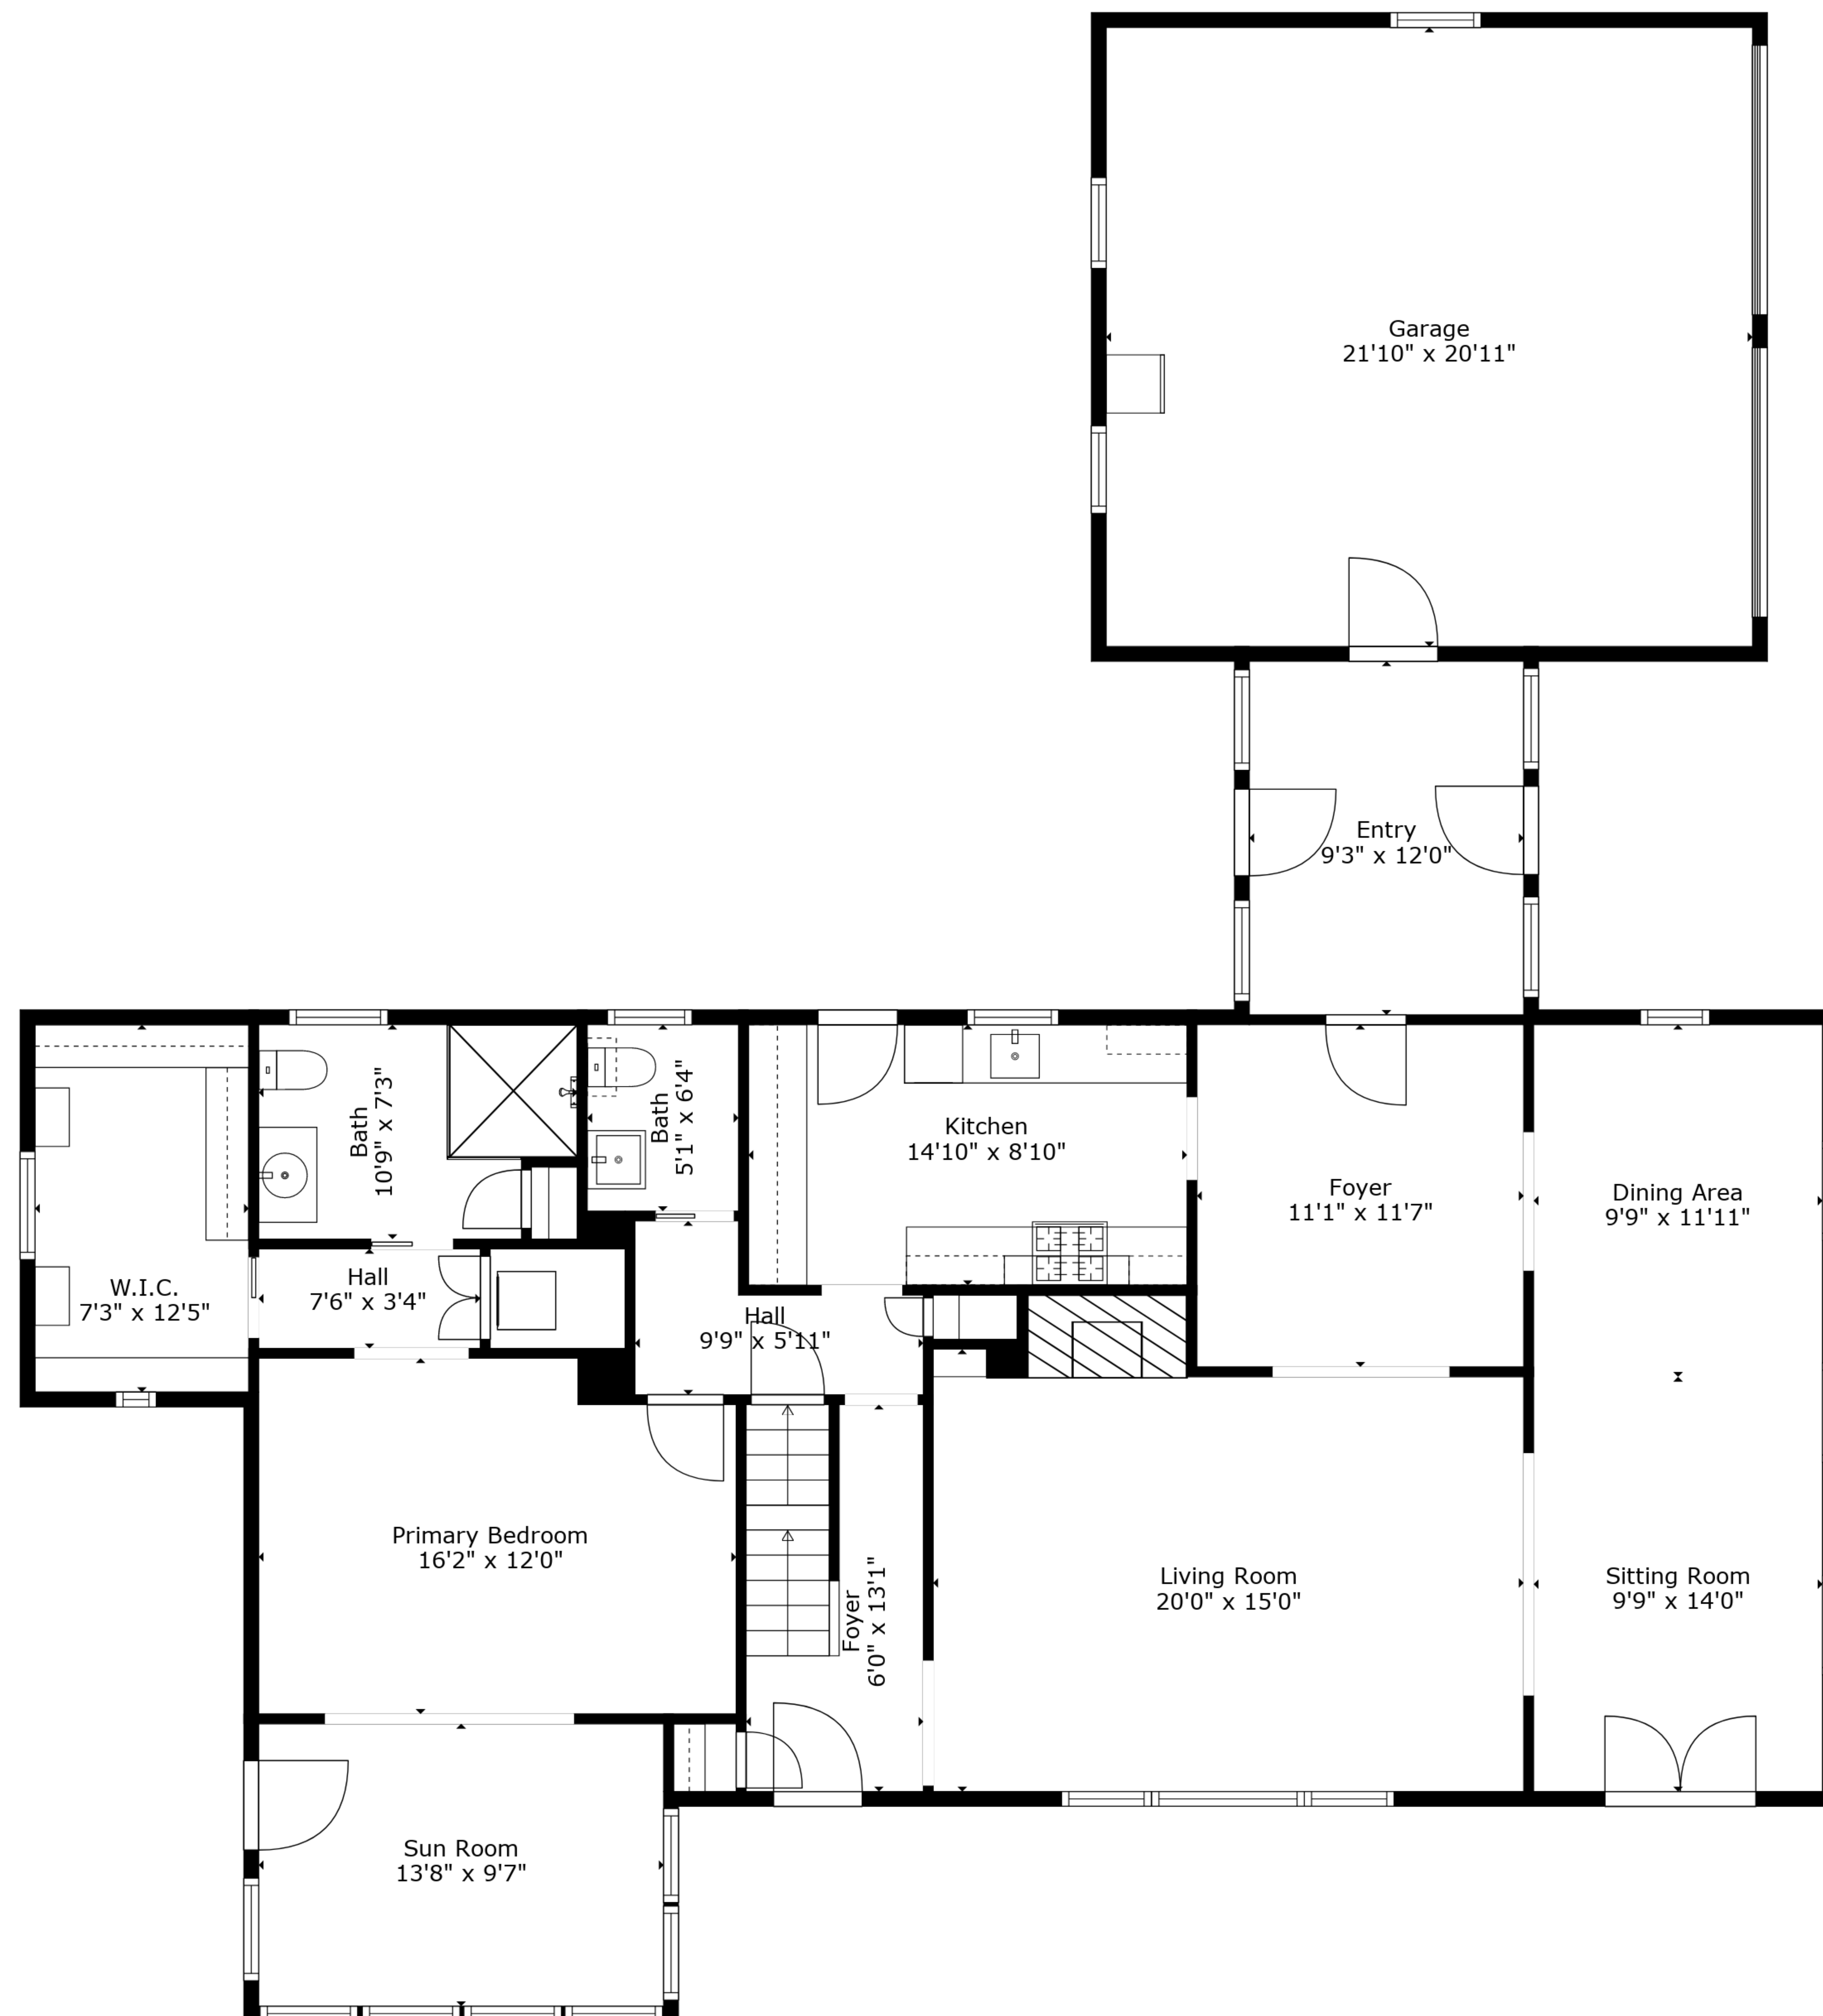 Garage
21'10" x 20'11"
Entry
9'3" x 12'0"
Bath
10'9" x 7'3"
Bath
5'1" x 6'4"
Kitchen
14'10" x 8'10"
Foyer
11'1" x 11'7"
Dining Area
9'9" x 11'11"
W.I.C.
7'3" x 12'5"
Hall
7'6" x 3'4"
Hall
9'9" x 5'11"
Primary Bedroom
16'2" x 12'0"
Foyer
6'0" x 13'1"
Living Room
20'0" x 15'0"
Sitting Room
9'9" x 14'0"
Sun Room
13'8" x 9'7"